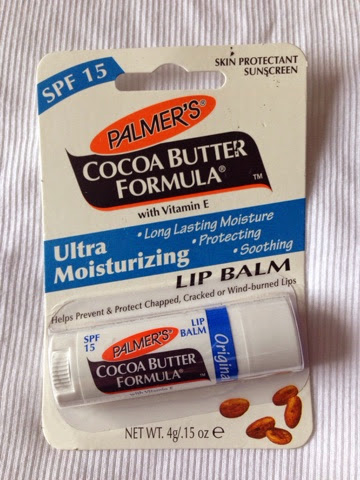 SPF 15
SKIN PROTECTANT
SUNSCREEN
PALMER'S®
COCOA BUTTER
FORMULA®
TM
with Vitamin E
Ultra
Moisturizing
• Long Lasting Moisture
• Protecting
• Soothing
LIP BALM
Helps Prevent & Protect Chapped, Cracked or Wind-burned Lips
SPF
15
PALMER'S®
LIP
BALM
COCOA BUTTER
FORMULA®
with Vitamin E
Original
NET WT. 4g/.15 oz e